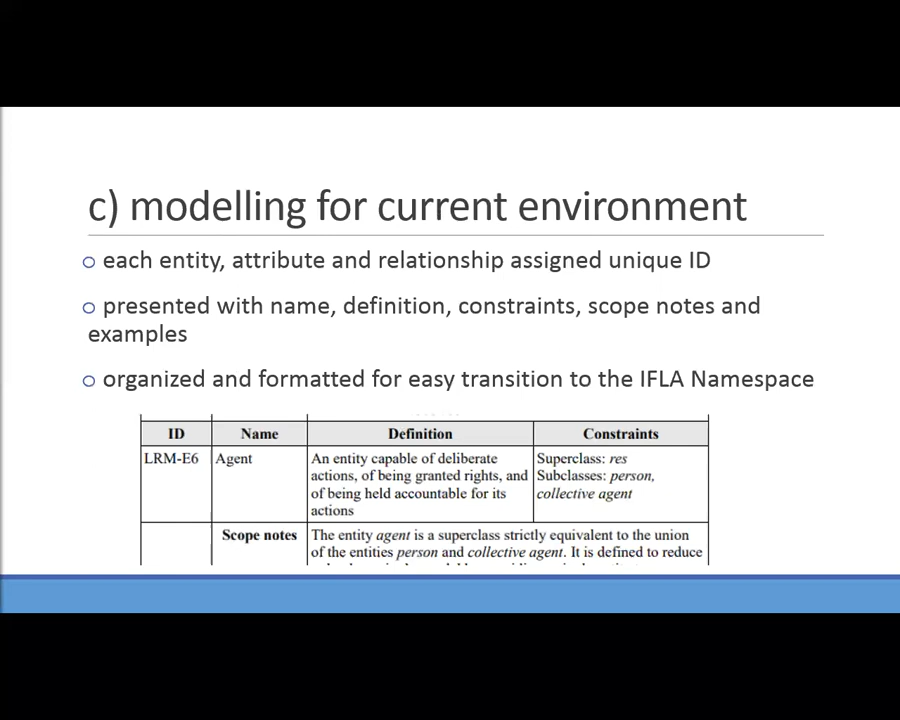 c) modelling for current environment
o each entity, attribute and relationship assigned unique ID
o presented with name, definition, constraints, scope notes and
examples
o organized and formatted for easy transition to the IFLA Namespace
ID Name Definition Constraints
LRM-E6 Agent An entity capable of deliberate Superclass: res
actions, of being granted rights, and Subclasses: person,
of being held accountable for its collective agent
actions
Scope notes The entity agent is a superclass strictly equivalent to the union
of the entities person and collective agent. It is defined to reduce